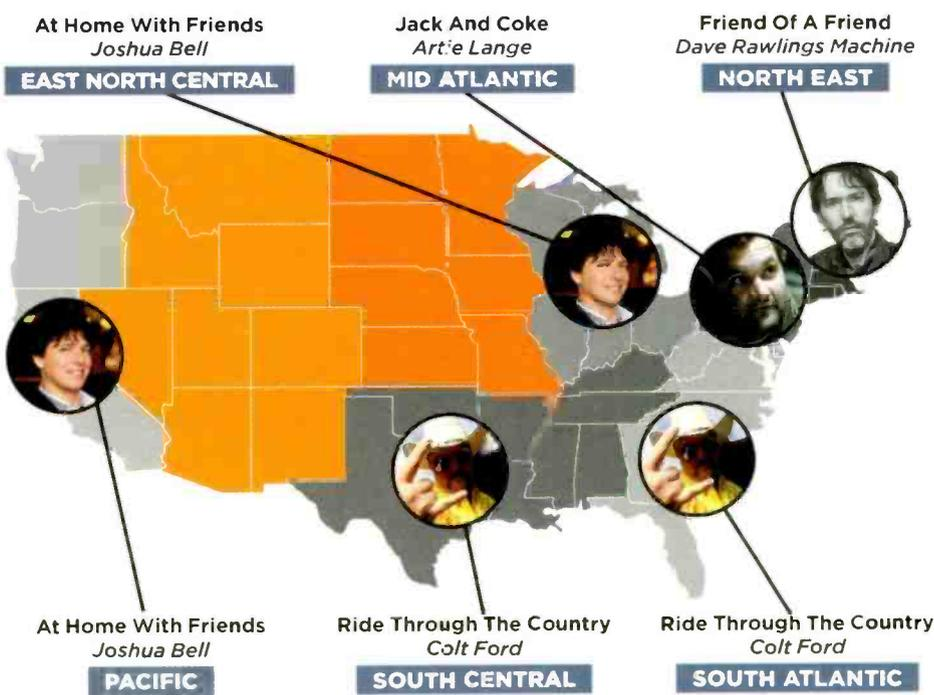 At Home With Friends
Joshua Bell
EAST NORTH CENTRAL
Jack And Coke
Artie Lange
MID ATLANTIC
Friend Of A Friend
Dave Rawlings Machine
NORTH EAST
At Home With Friends
Joshua Bell
PACIFIC
Ride Through The Country
Colt Ford
SOUTH CENTRAL
Ride Through The Country
Colt Ford
SOUTH ATLANTIC